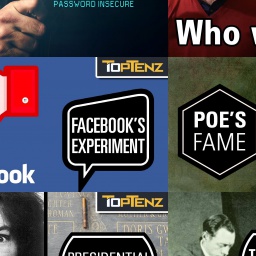 PASSWORD INSECURE
Who
TOPTENZ
FACEBOOK'S
EXPERIMENT
POE'S
FAME
ook
TOPTENZ
PRESIDENTIAL